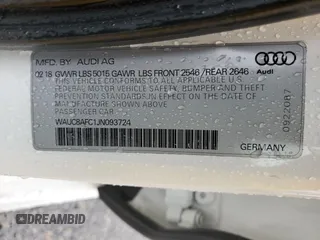 MFD. BY AUDI AG
02 18 GVWR LBS 5015 GAWR LBS FRONT 2546 / REAR 2646
THIS VEHICLE CONFORMS TO ALL APPLICABLE U.S.
FEDERAL MOTOR VEHICLE SAFETY, BUMPER AND THEFT
PREVENTION STANDARDS IN EFFECT ON THE DATE OF
MANUFACTURE SHOWN ABOVE.
PASSENGER CAR
WAUC8AFC1JN093724
Audi
0922087
GERMANY
© DREAMBID